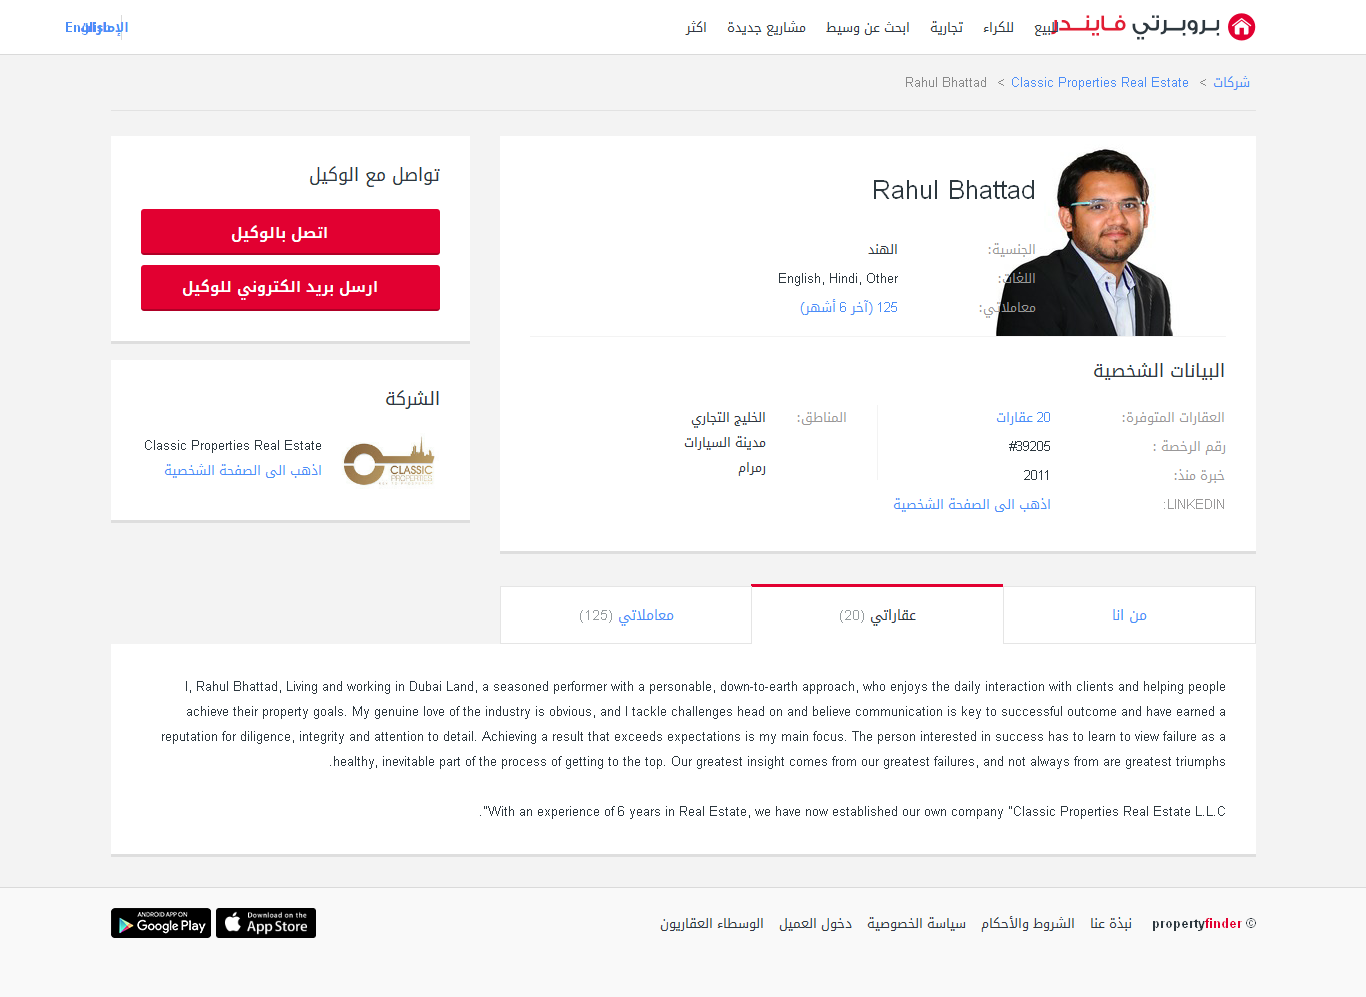 بروبرتي فايندر
للبيع للكراء تجارية ابحث عن وسيط مشاريع جديدة اكثر
English
شركات > Classic Properties Real Estate > Rahul Bhattad
Rahul Bhattad
الجنسية: الهند
اللغات: English, Hindi, Other
معاملاتي: 125 (آخر 6 أشهر)
البيانات الشخصية
العقارات المتوفرة: 20 عقارات
رقم الرخصة : #39205
خبرة منذ: 2011
LINKEDIN: اذهب الى الصفحة الشخصية
المناطق: الخليج التجاري
مدينة السيارات
رمرام
تواصل مع الوكيل
اتصل بالوكيل
ارسل بريد الكتروني للوكيل
الشركة
CLASSIC
PROPERTIES
Classic Properties Real Estate
اذهب الى الصفحة الشخصية
من انا
عقاراتي (20)
معاملاتي (125)
I, Rahul Bhattad, Living and working in Dubai Land, a seasoned performer with a personable, down-to-earth approach, who enjoys the daily interaction with clients and helping people
achieve their property goals. My genuine love of the industry is obvious, and I tackle challenges head on and believe communication is key to successful outcome and have earned a
reputation for diligence, integrity and attention to detail. Achieving a result that exceeds expectations is my main focus. The person interested in success has to learn to view failure as a
.healthy, inevitable part of the process of getting to the top. Our greatest insight comes from our greatest failures, and not always from are greatest triumphs
."With an experience of 6 years in Real Estate, we have now established our own company "Classic Properties Real Estate L.L.C
© propertyfinder نبذة عنا الشروط والأحكام سياسة الخصوصية دخول العميل الوسطاء العقاريون
Download on the
App Store
ANDROID APP ON
Google Play